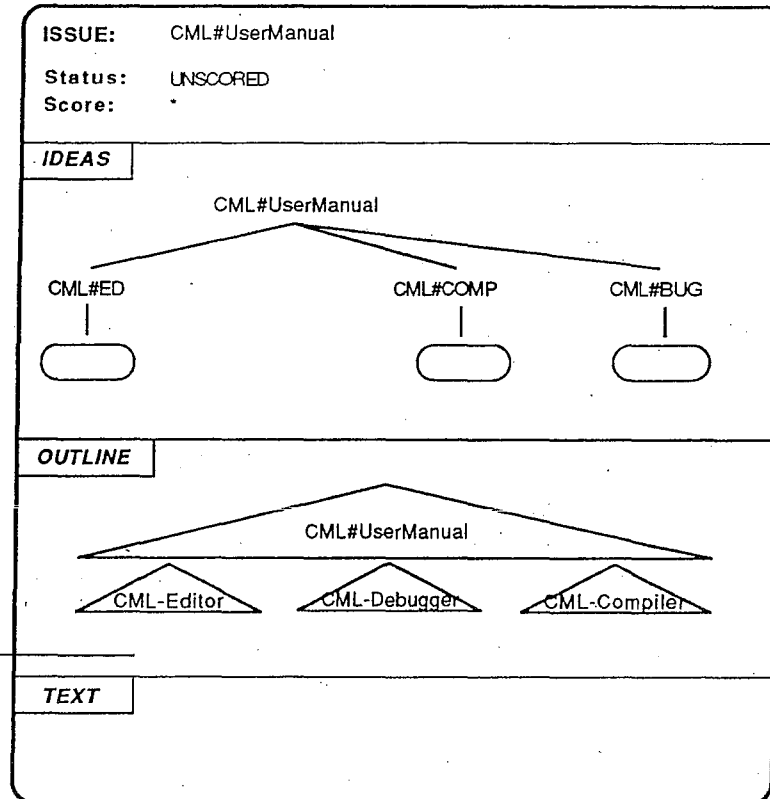 ISSUE: CML#UserManual
Status: UNSCORED
Score: *
IDEAS
CML#UserManual
CML#ED CML#COMP CML#BUG
OUTLINE
CML#UserManual
CML-Editor CML-Debugger CML-Compiler
TEXT